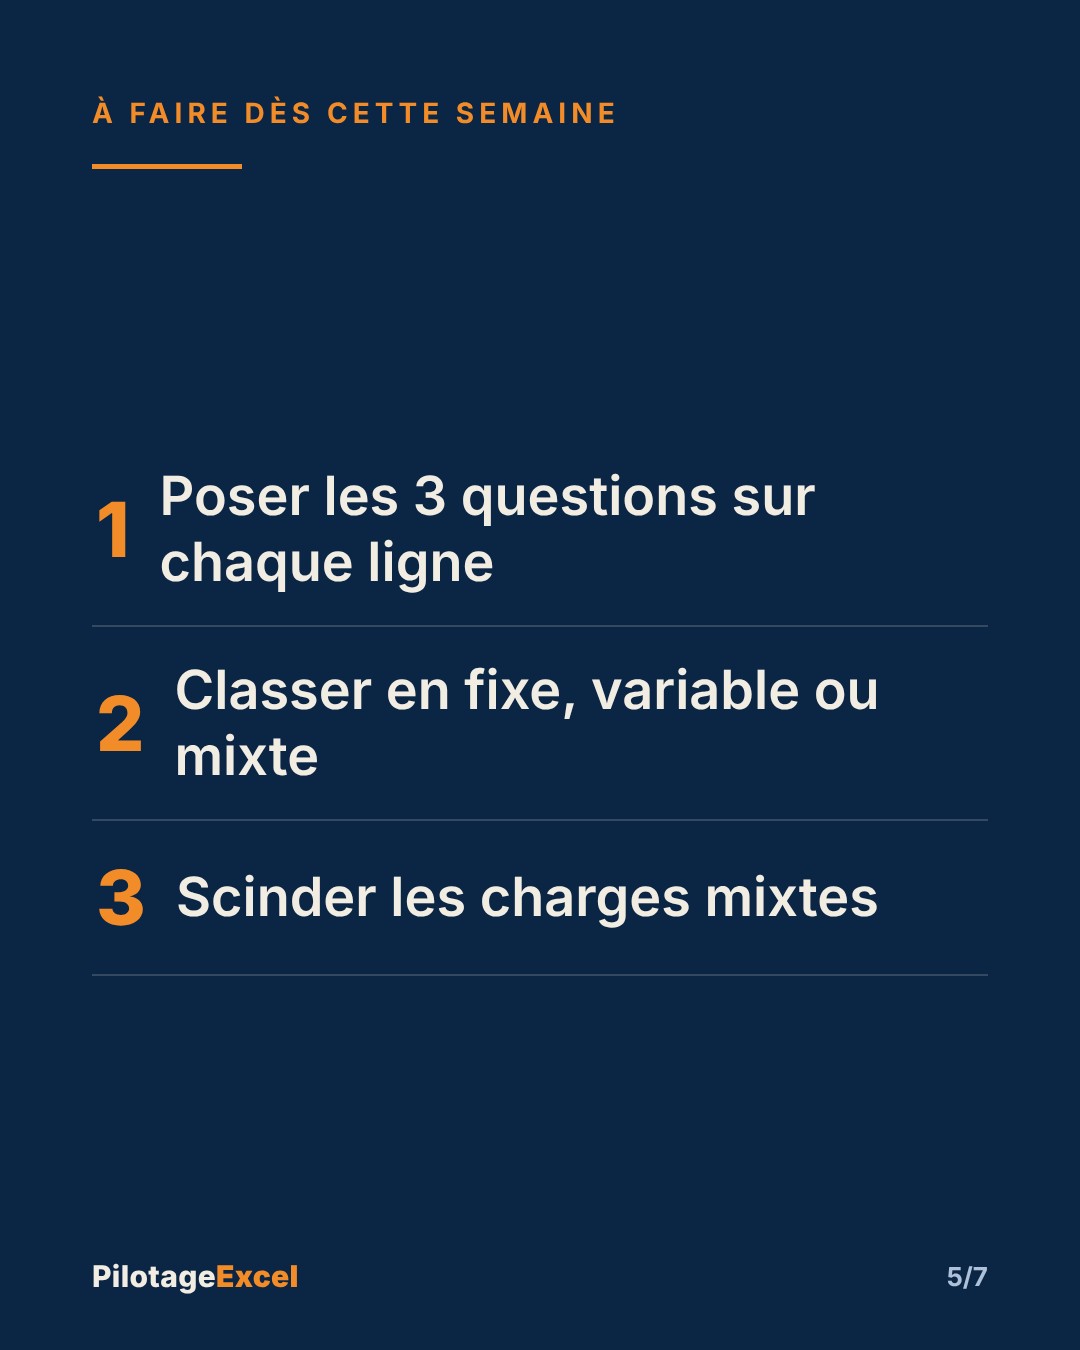 À FAIRE DÈS CETTE SEMAINE
1 Poser les 3 questions sur
chaque ligne
2 Classer en fixe, variable ou
mixte
3 Scinder les charges mixtes
PilotageExcel
5/7